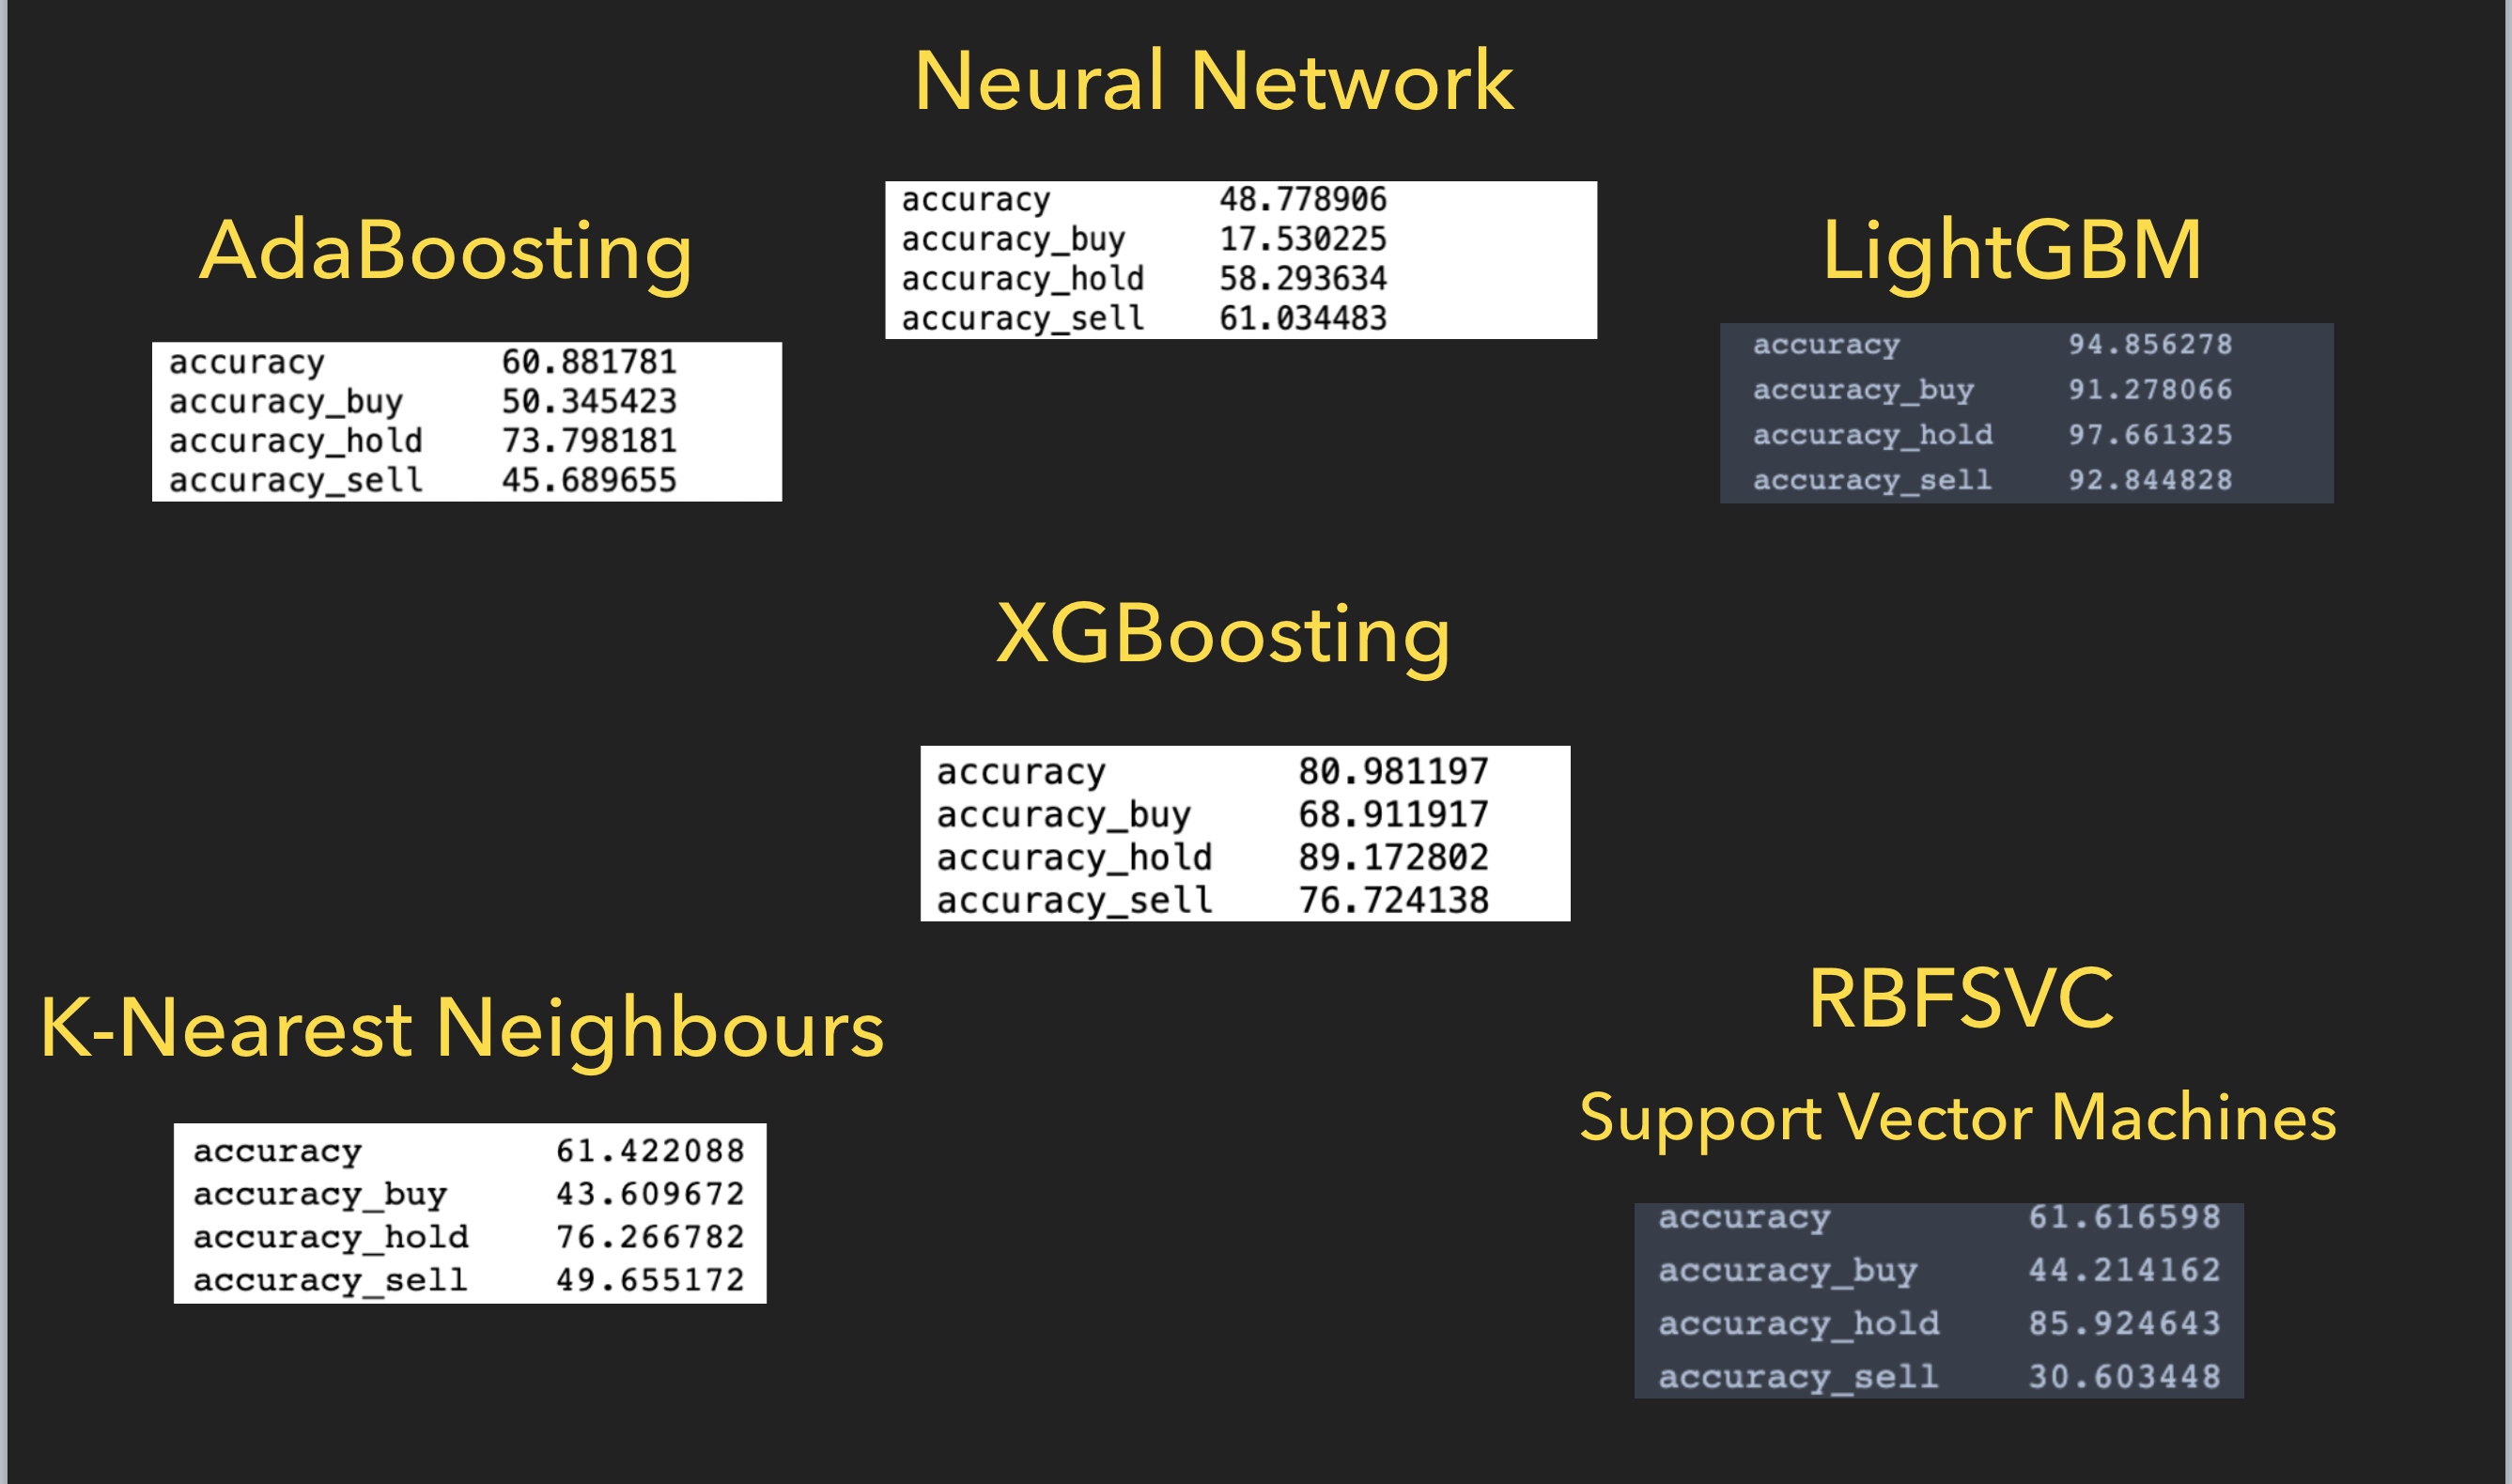 Neural Network
accuracy 48.778906
accuracy_buy 17.530225
accuracy_hold 58.293634
accuracy_sell 61.034483
AdaBoosting
accuracy 60.881781
accuracy_buy 50.345423
accuracy_hold 73.798181
accuracy_sell 45.689655
LightGBM
accuracy 94.856278
accuracy_buy 91.278066
accuracy_hold 97.661325
accuracy_sell 92.844828
XGBoosting
accuracy 80.981197
accuracy_buy 68.911917
accuracy_hold 89.172802
accuracy_sell 76.724138
K-Nearest Neighbours
accuracy 61.422088
accuracy_buy 43.609672
accuracy_hold 76.266782
accuracy_sell 49.655172
RBFSVC
Support Vector Machines
accuracy 61.616598
accuracy_buy 44.214162
accuracy_hold 85.924643
accuracy_sell 30.603448